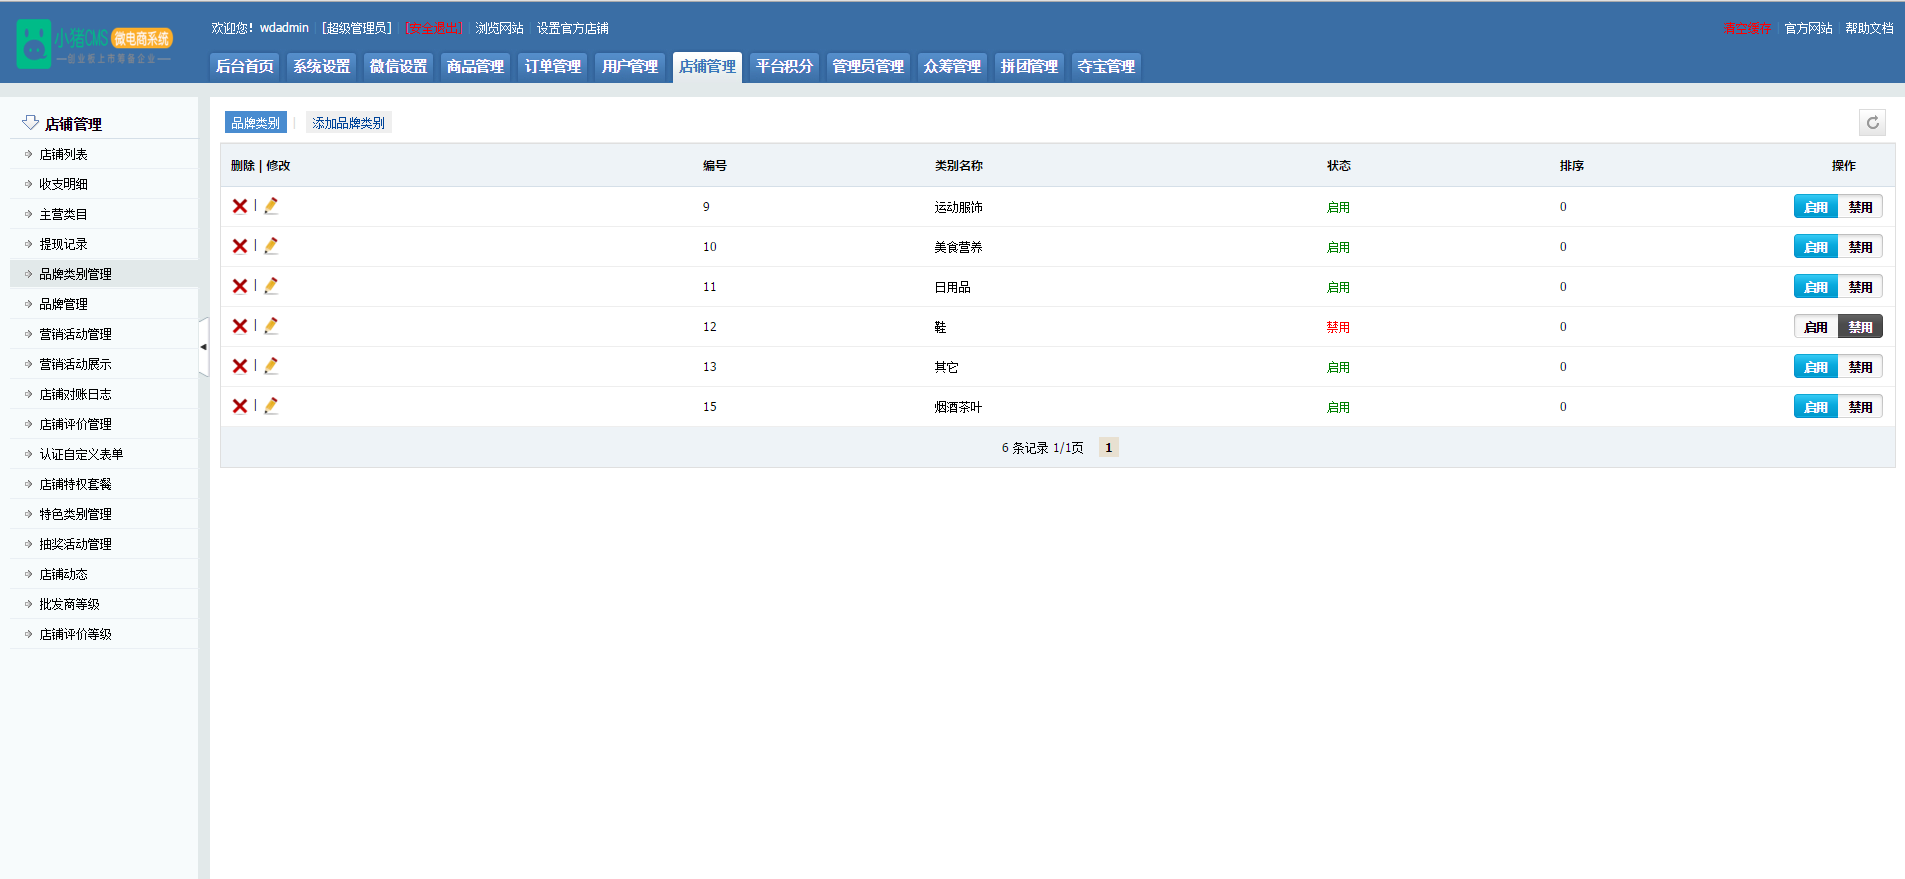 小猪CMS 微电商系统
—创业板上市筹备企业—
欢迎您！wdadmin [超级管理员] [安全退出] 浏览网站 设置官方店铺
清空缓存 官方网站 帮助文档
后台首页 系统设置 微信设置 商品管理 订单管理 用户管理 店铺管理 平台积分 管理员管理 众筹管理 拼团管理 夺宝管理
店铺管理
店铺列表
收支明细
主营类目
提现记录
品牌类别管理
品牌管理
营销活动管理
营销活动展示
店铺对账日志
店铺评价管理
认证自定义表单
店铺特权套餐
特色类别管理
抽奖活动管理
店铺动态
批发商等级
店铺评价等级
品牌类别 | 添加品牌类别
删除 | 修改 编号 类别名称 状态 排序 操作
| 9 运动服饰 启用 0 启用 禁用
| 10 美食营养 启用 0 启用 禁用
| 11 日用品 启用 0 启用 禁用
| 12 鞋 禁用 0 启用 禁用
| 13 其它 启用 0 启用 禁用
| 15 烟酒茶叶 启用 0 启用 禁用
6 条记录 1/1页 1